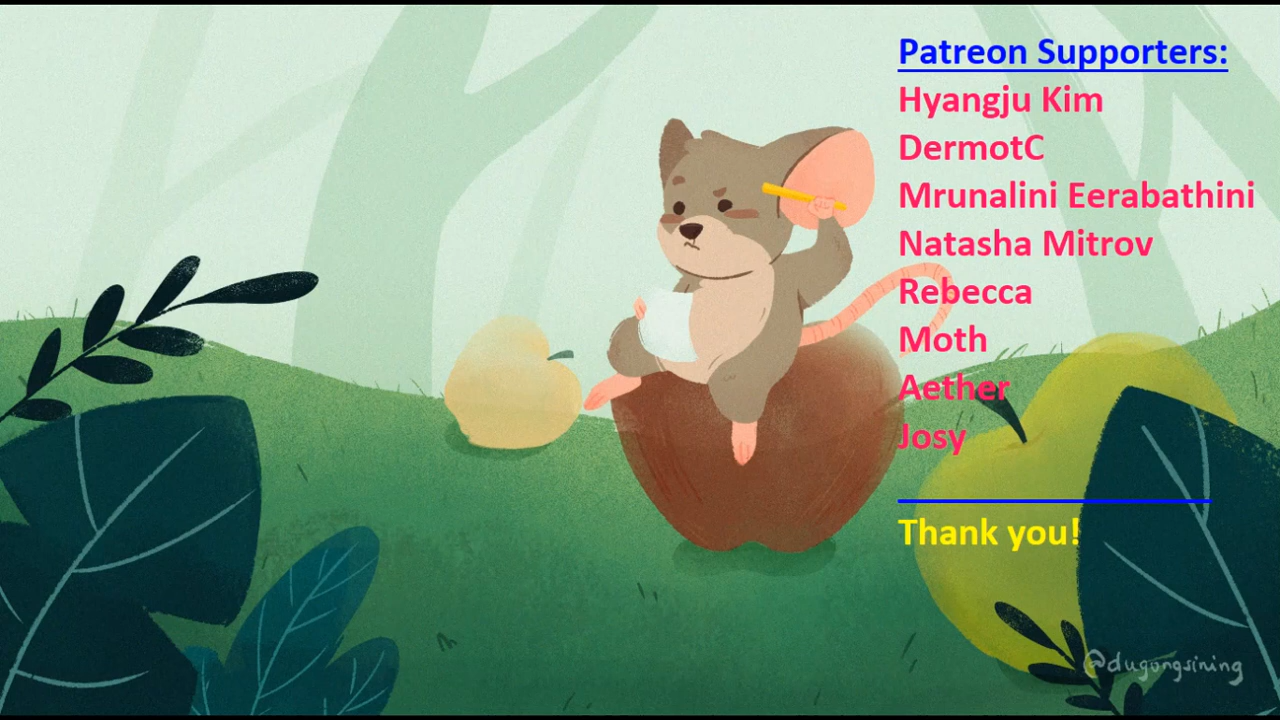 Patreon Supporters:
Hyangju Kim
DermotC
Mrunalini Eerabathini
Natasha Mitrov
Rebecca
Moth
Aether
Josy
Thank you!
@dugongsining